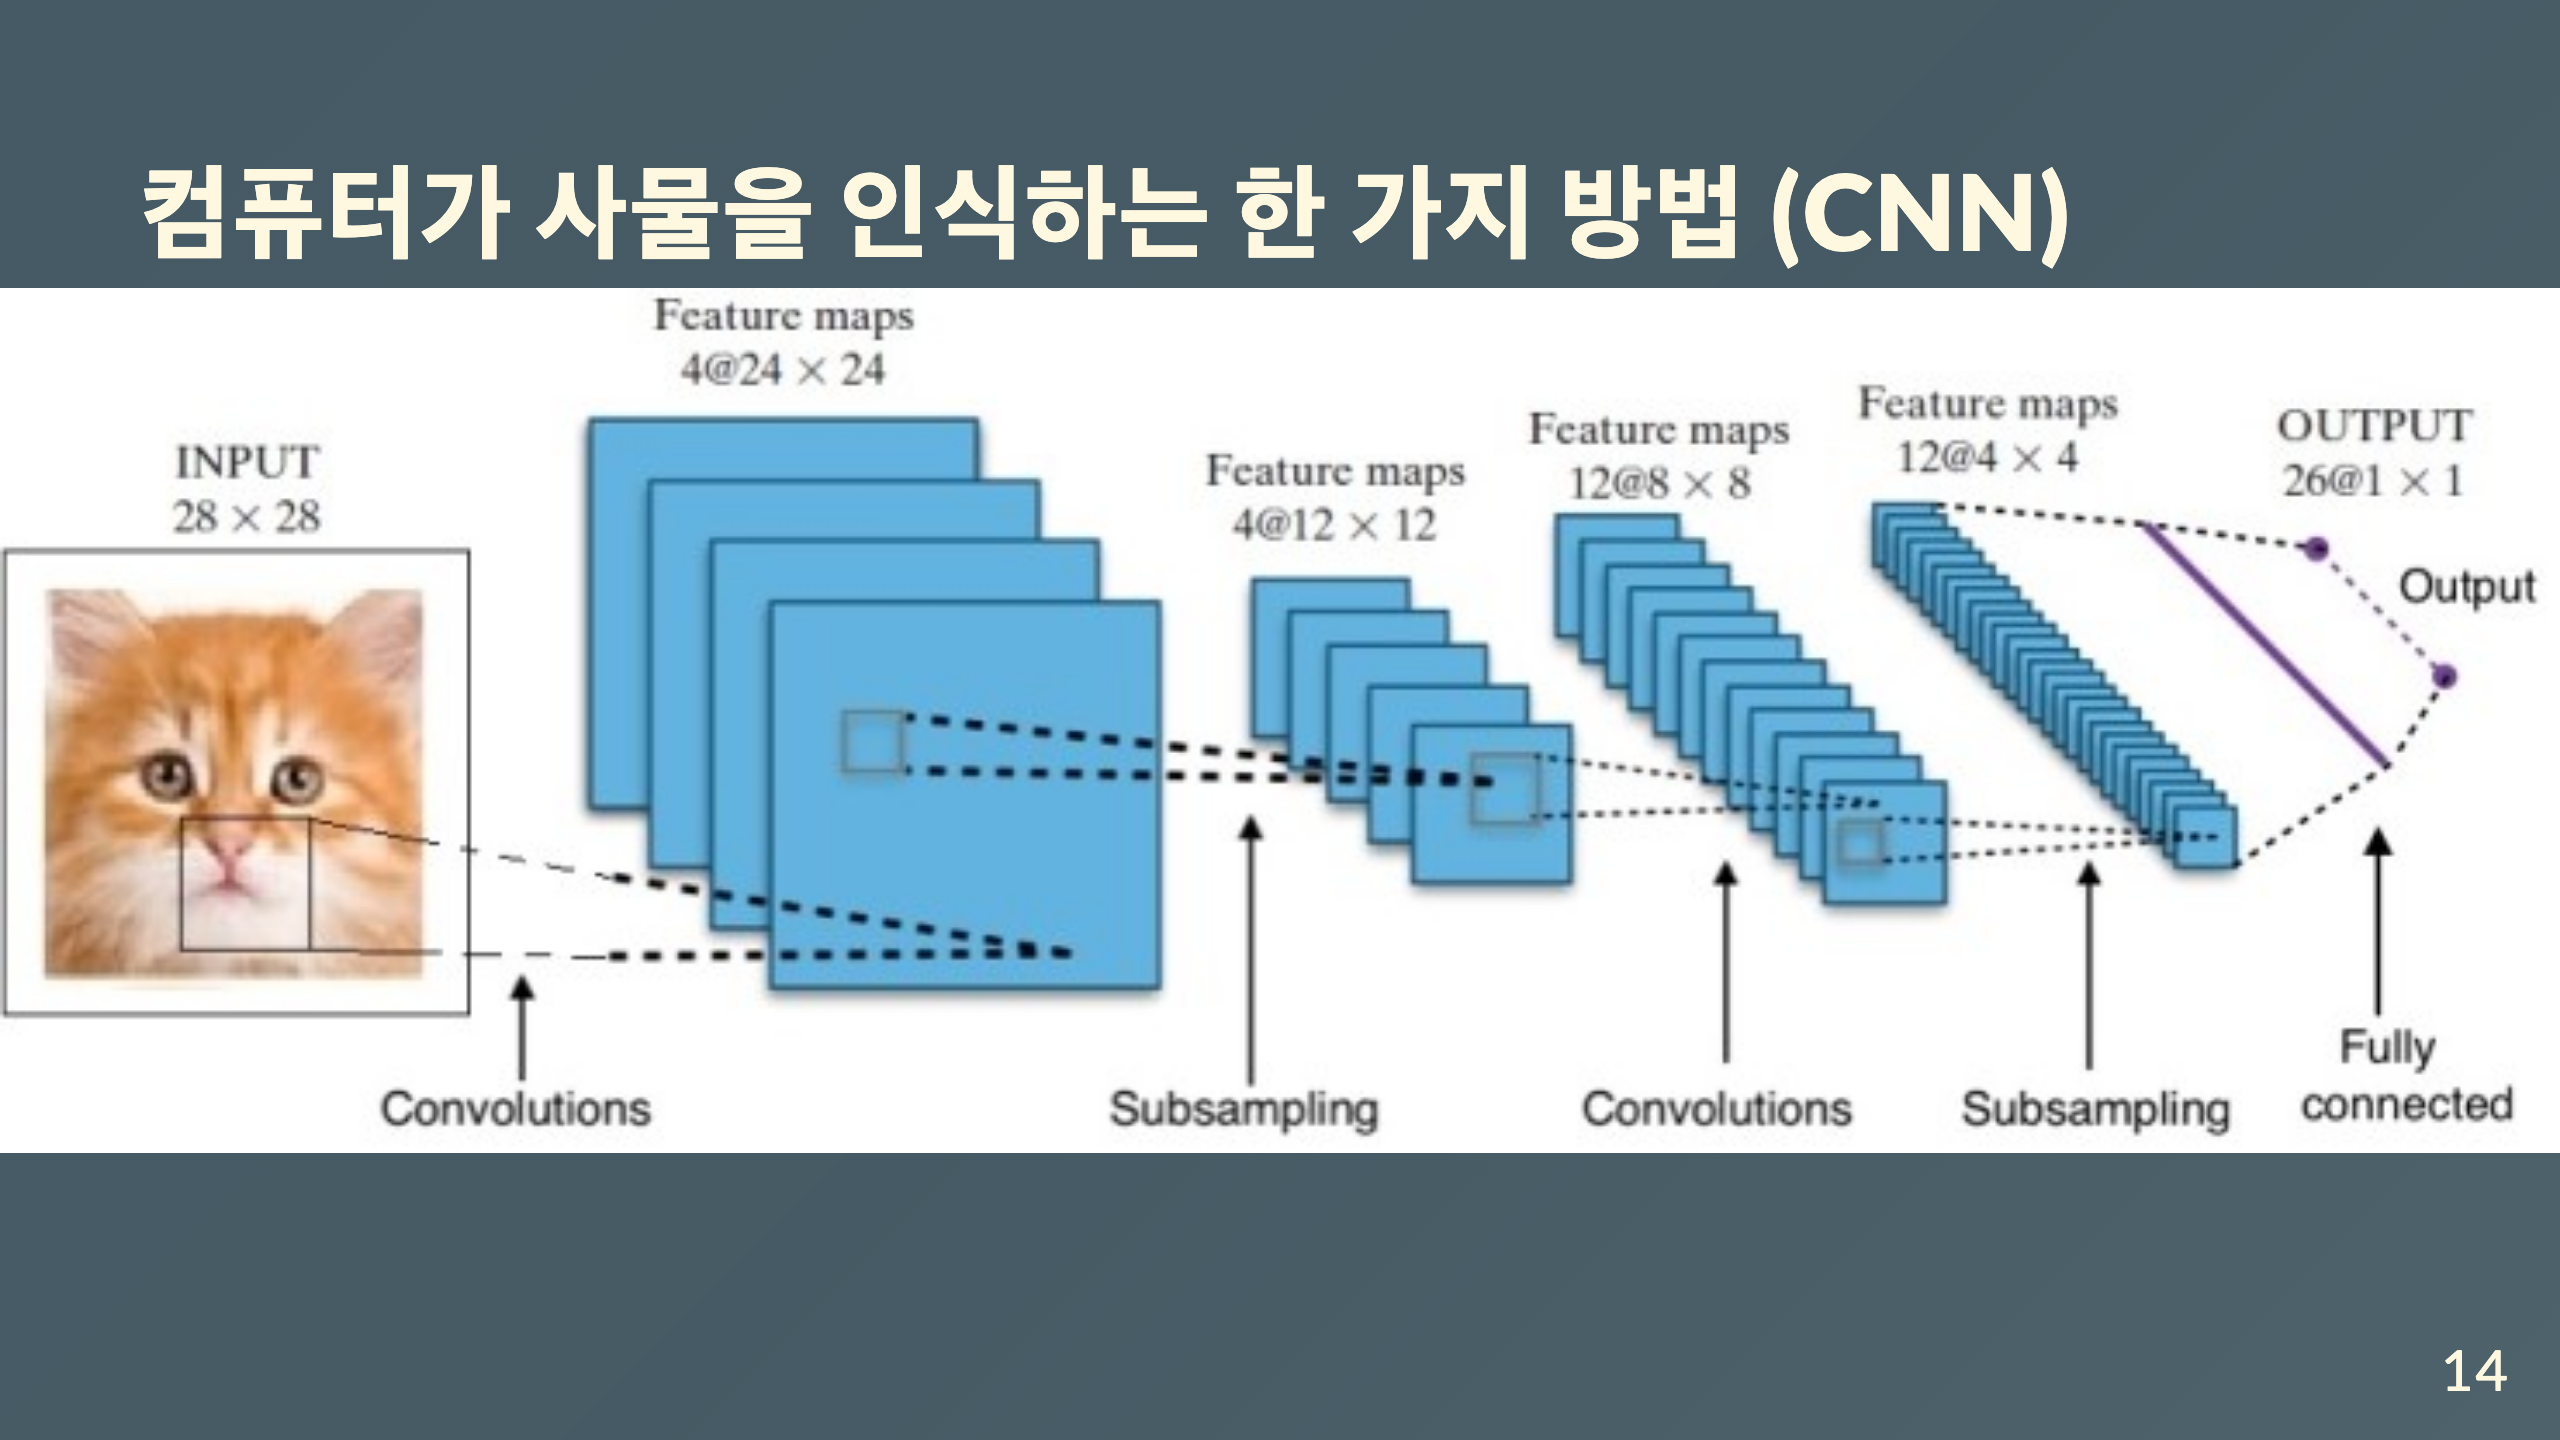 컴퓨터가 사물을 인식하는 한 가지 방법 (CNN)
INPUT
28 × 28
Feature maps
4@24 × 24
Feature maps
4@12 × 12
Feature maps
12@8 × 8
Feature maps
12@4 × 4
OUTPUT
26@1 × 1
Output
Convolutions
Subsampling
Convolutions
Subsampling
Fully
connected
14